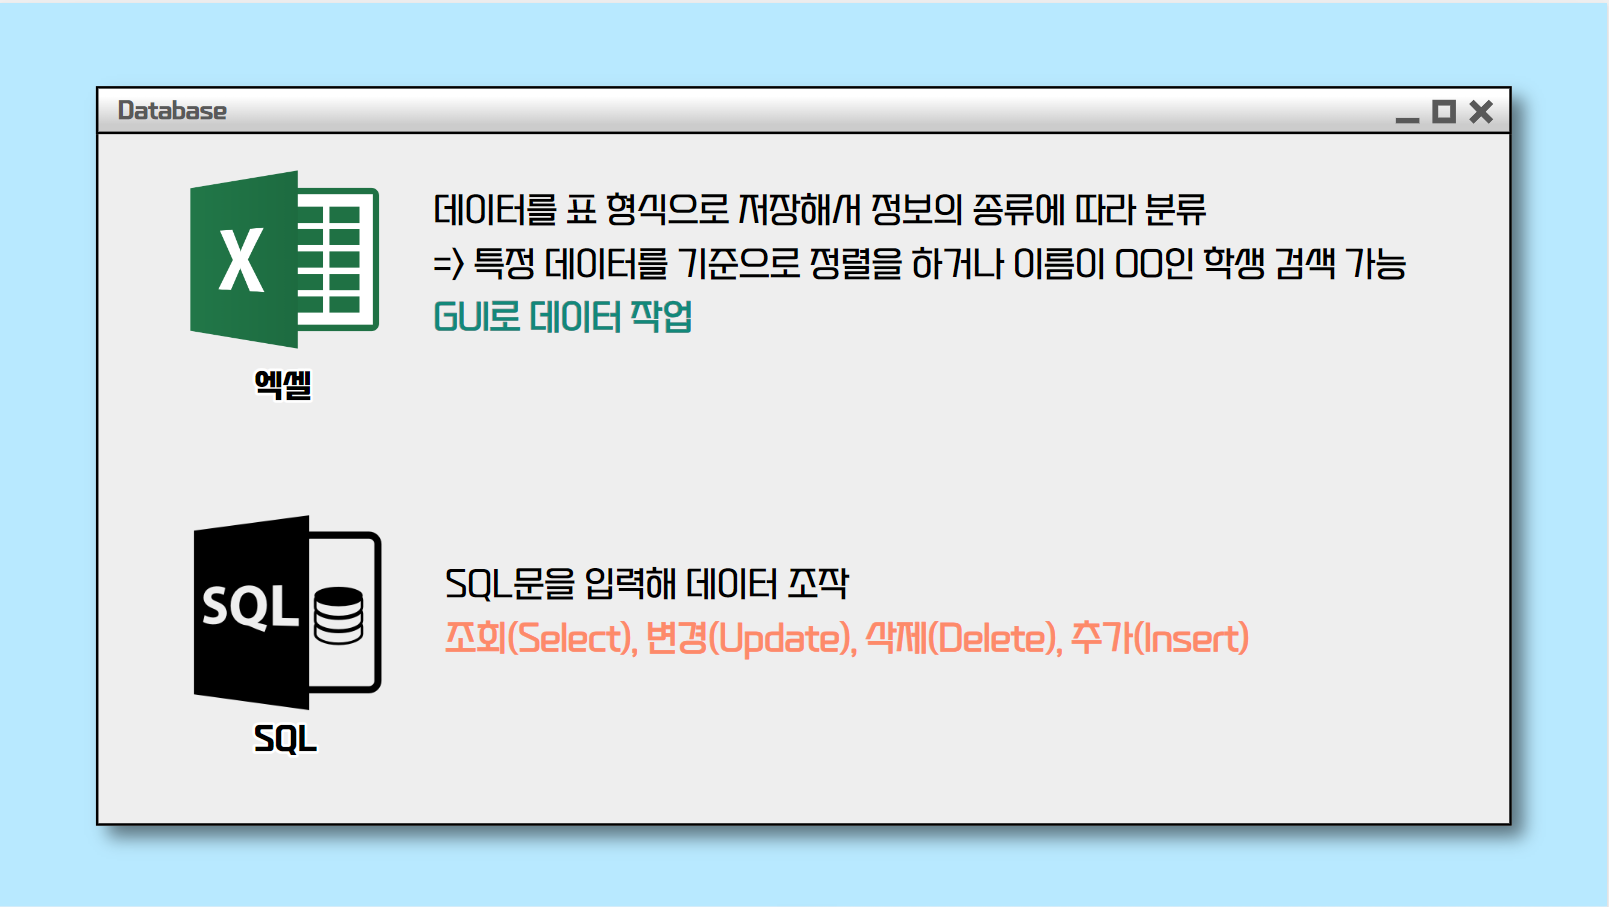 Database
X
데이터를 표 형식으로 저장해서 정보의 종류에 따라 분류
=> 특정 데이터를 기준으로 정렬을 하거나 이름이 OO인 학생 검색 가능
GUI로 데이터 작업
엑셀
SQL
SQL문을 입력해 데이터 조작
조회(Select), 변경(Update), 삭제(Delete), 추가(Insert)
SQL